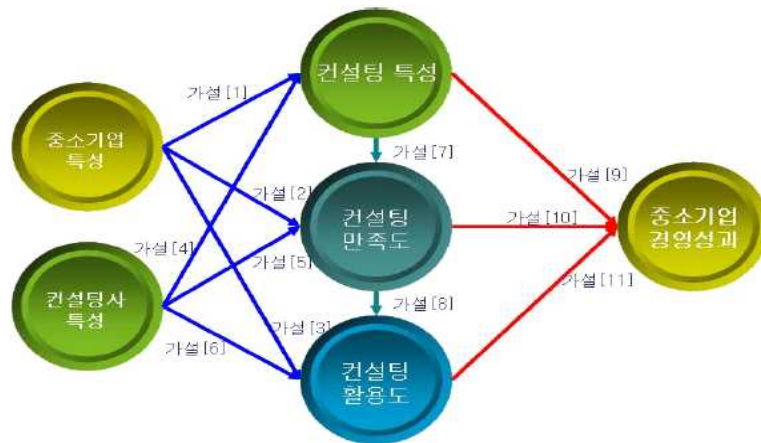 컨설팅 특성
가설[1]
중소기업
특성
가설[7]
가설[9]
가설[2]
컨설팅
만족도
가설[10]
중소기업
경영성과
가설[4]
가설[5]
가설[11]
컨설팅사
특성
가설[8]
가설[3]
가설[6]
컨설팅
활용도